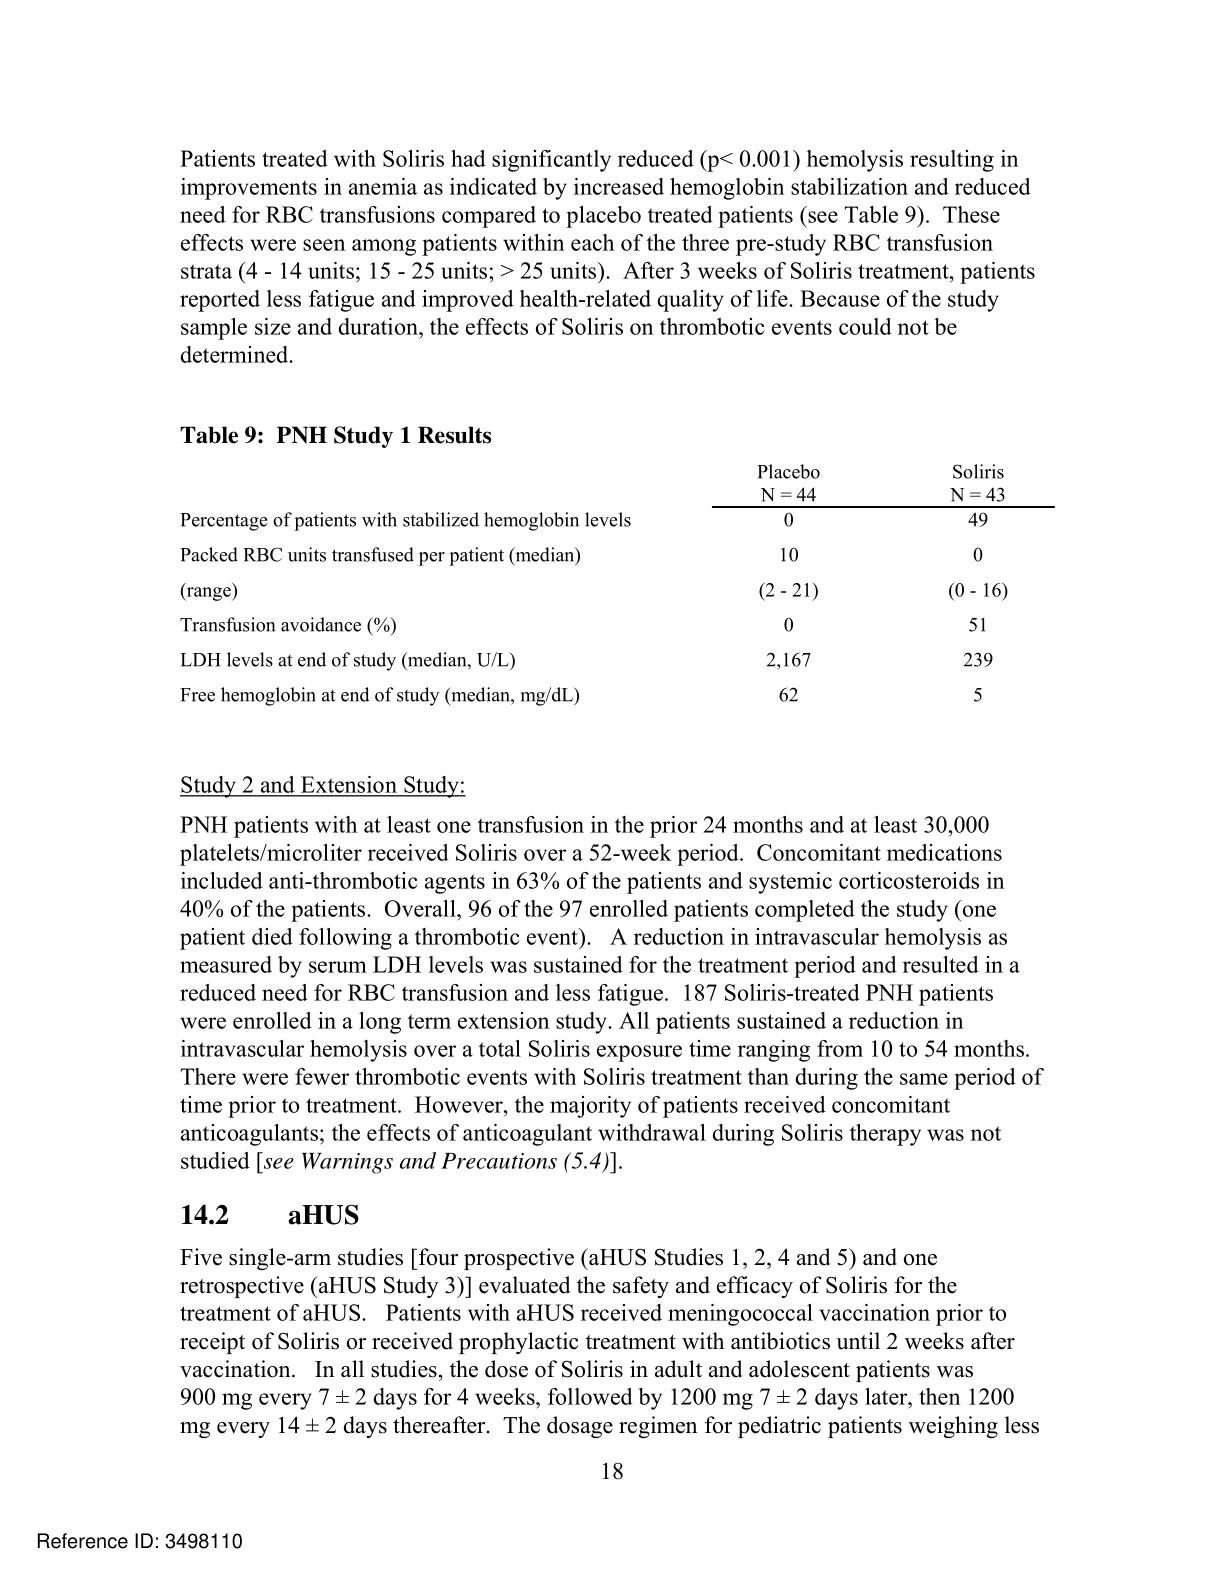 Patients treated with Soliris had significantly reduced (p< 0.001) hemolysis resulting in
improvements in anemia as indicated by increased hemoglobin stabilization and reduced
need for RBC transfusions compared to placebo treated patients (see Table 9).  These
effects were seen among patients within each of the three pre-study RBC transfusion
strata (4 - 14 units; 15 - 25 units; > 25 units).  After 3 weeks of Soliris treatment, patients
reported less fatigue and improved health-related quality of life. Because of the study
sample size and duration, the effects of Soliris on thrombotic events could not be
determined.
Table 9:  PNH Study 1 Results
Placebo Soliris
N = 44 N = 43
Percentage of patients with stabilized hemoglobin levels 0 49
Packed RBC units transfused per patient (median) 10 0
(range) (2 - 21) (0 - 16)
Transfusion avoidance (%) 0 51
LDH levels at end of study (median, U/L) 2,167 239
Free hemoglobin at end of study (median, mg/dL) 62 5
Study 2 and Extension Study:
PNH patients with at least one transfusion in the prior 24 months and at least 30,000
platelets/microliter received Soliris over a 52-week period.  Concomitant medications
included anti-thrombotic agents in 63% of the patients and systemic corticosteroids in
40% of the patients.  Overall, 96 of the 97 enrolled patients completed the study (one
patient died following a thrombotic event).   A reduction in intravascular hemolysis as
measured by serum LDH levels was sustained for the treatment period and resulted in a
reduced need for RBC transfusion and less fatigue.  187 Soliris-treated PNH patients
were enrolled in a long term extension study. All patients sustained a reduction in
intravascular hemolysis over a total Soliris exposure time ranging from 10 to 54 months.
There were fewer thrombotic events with Soliris treatment than during the same period of
time prior to treatment.  However, the majority of patients received concomitant
anticoagulants; the effects of anticoagulant withdrawal during Soliris therapy was not
studied [see Warnings and Precautions (5.4)].
14.2 aHUS
Five single-arm studies [four prospective (aHUS Studies 1, 2, 4 and 5) and one
retrospective (aHUS Study 3)] evaluated the safety and efficacy of Soliris for the
treatment of aHUS.   Patients with aHUS received meningococcal vaccination prior to
receipt of Soliris or received prophylactic treatment with antibiotics until 2 weeks after
vaccination.   In all studies, the dose of Soliris in adult and adolescent patients was
900 mg every 7 ± 2 days for 4 weeks, followed by 1200 mg 7 ± 2 days later, then 1200
mg every 14 ± 2 days thereafter.  The dosage regimen for pediatric patients weighing less
18
Reference ID: 3498110